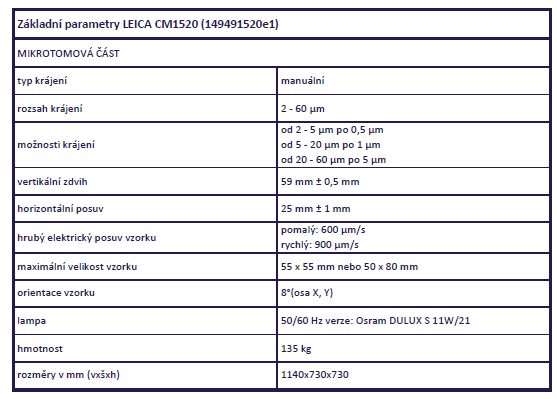 Základní parametry LEICA CM1520 (149491520e1)
MIKROTOMOVÁ ČÁST
typ krájení manuální
rozsah krájení 2 - 60 µm
možnosti krájení
od 2 - 5 µm po 0,5 µm
od 5 - 20 µm po 1 µm
od 20 - 60 µm po 5 µm
vertikální zdvih 59 mm ± 0,5 mm
horizontální posuv 25 mm ± 1 mm
hrubý elektrický posuv vzorku
pomalý: 600 µm/s
rychlý: 900 µm/s
maximální velikost vzorku 55 x 55 mm nebo 50 x 80 mm
orientace vzorku 8°(osa X, Y)
lampa 50/60 Hz verze: Osram DULUX S 11W/21
hmotnost 135 kg
rozměry v mm (vxšxh) 1140x730x730